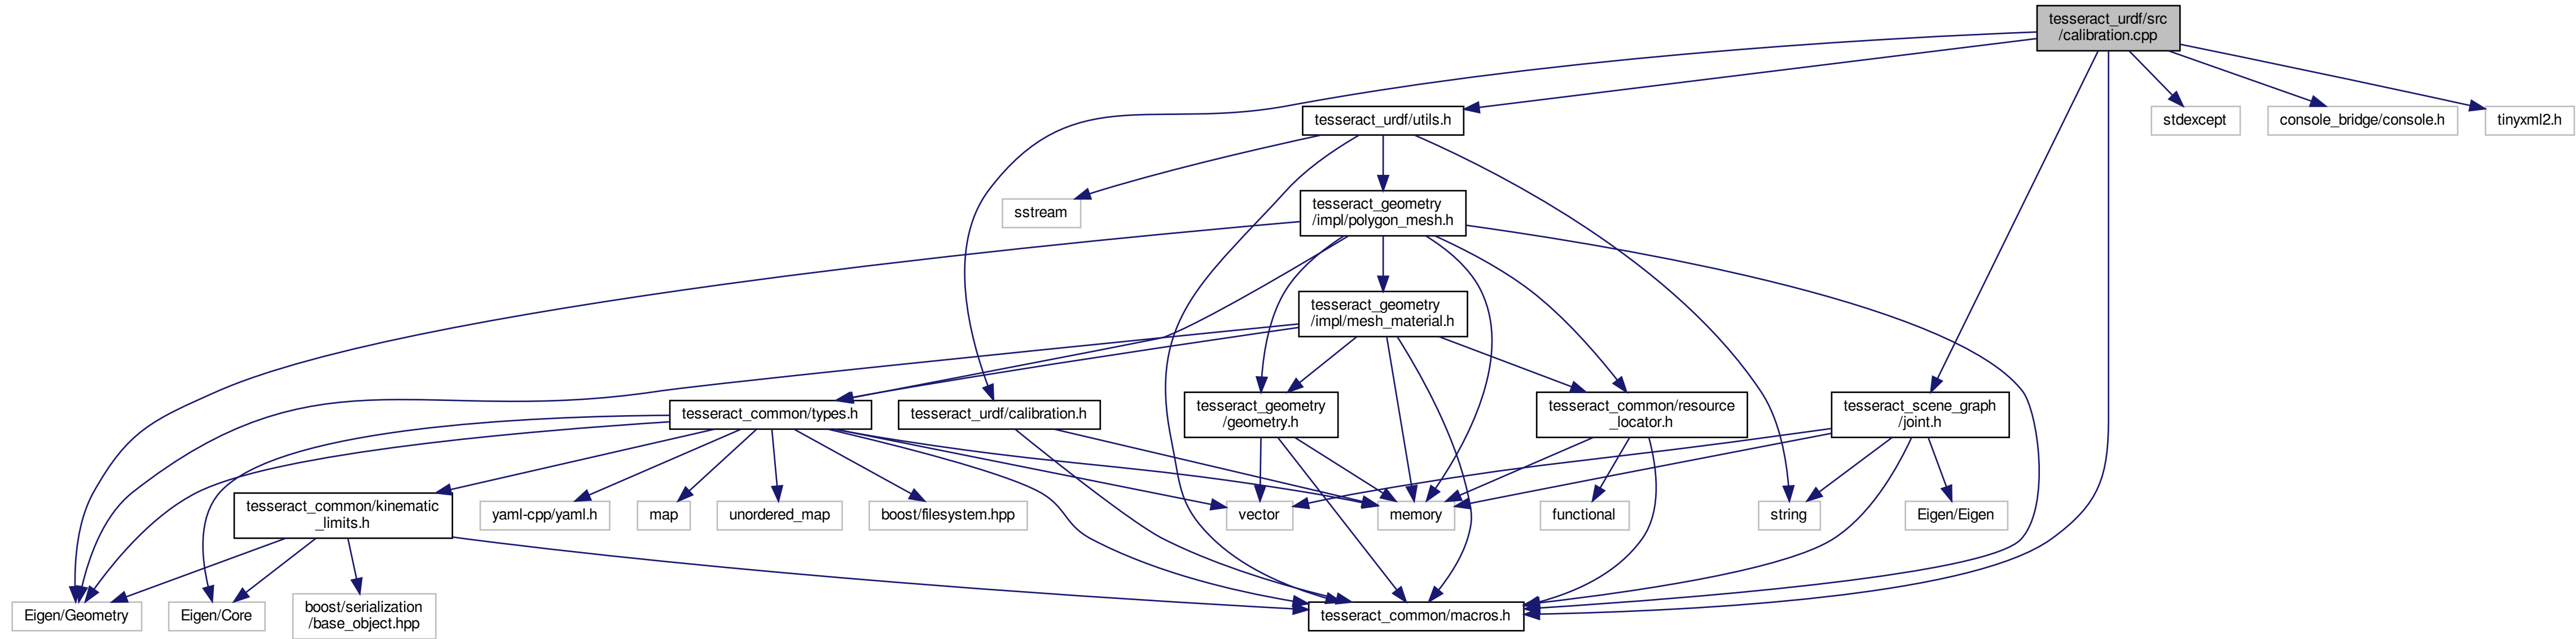 tesseract_urdf/src
/calibration.cpp
tesseract_urdf/utils.h
stdexcept
console_bridge/console.h
tinyxml2.h
sstream
tesseract_geometry
/impl/polygon_mesh.h
tesseract_geometry
/impl/mesh_material.h
tesseract_common/types.h
tesseract_urdf/calibration.h
tesseract_geometry
/geometry.h
tesseract_common/resource
_locator.h
tesseract_scene_graph
/joint.h
tesseract_common/kinematic
_limits.h
yaml-cpp/yaml.h
map
unordered_map
boost/filesystem.hpp
vector
memory
functional
string
Eigen/Eigen
Eigen/Geometry
Eigen/Core
boost/serialization
/base_object.hpp
tesseract_common/macros.h